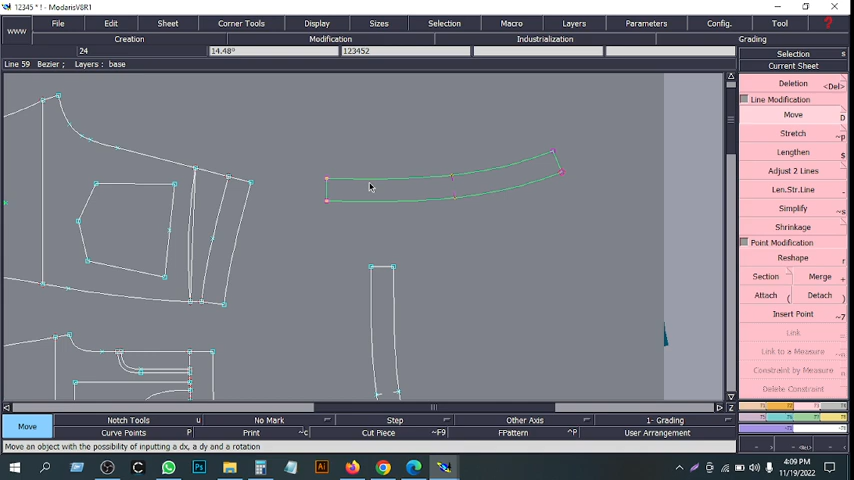 12345 * ! - ModarisV8R1
www File Edit Sheet Corner Tools Display Sizes Selection Macro Layers Parameters Config. Tool ?
Creation Modification Industrialization Grading
24 14.48" 123452
Line 59 Bezier ; Layers : base
Selection s
Current Sheet
Deletion <Del>
Line Modification
Move D
Stretch ~p
Lengthen $
Adjust 2 Lines
Len.Str.Line -
Simplify ~s
Shrinkage
Point Modification
Reshape r
Section Merge +
Attach ( Detach )
Insert Point ~7
Link
Link to a Measure
Constraint by Measure
Delete Constraint
Z
Move
Notch Tools u No Mark Step Other Axis 1- Grading
Curve Points P Print ~c Cut Piece ~F9 FPattern ^P User Arrangement
Move an object with the possibility of inputting a dx, a dy and a rotation
4:09 PM
11/19/2022